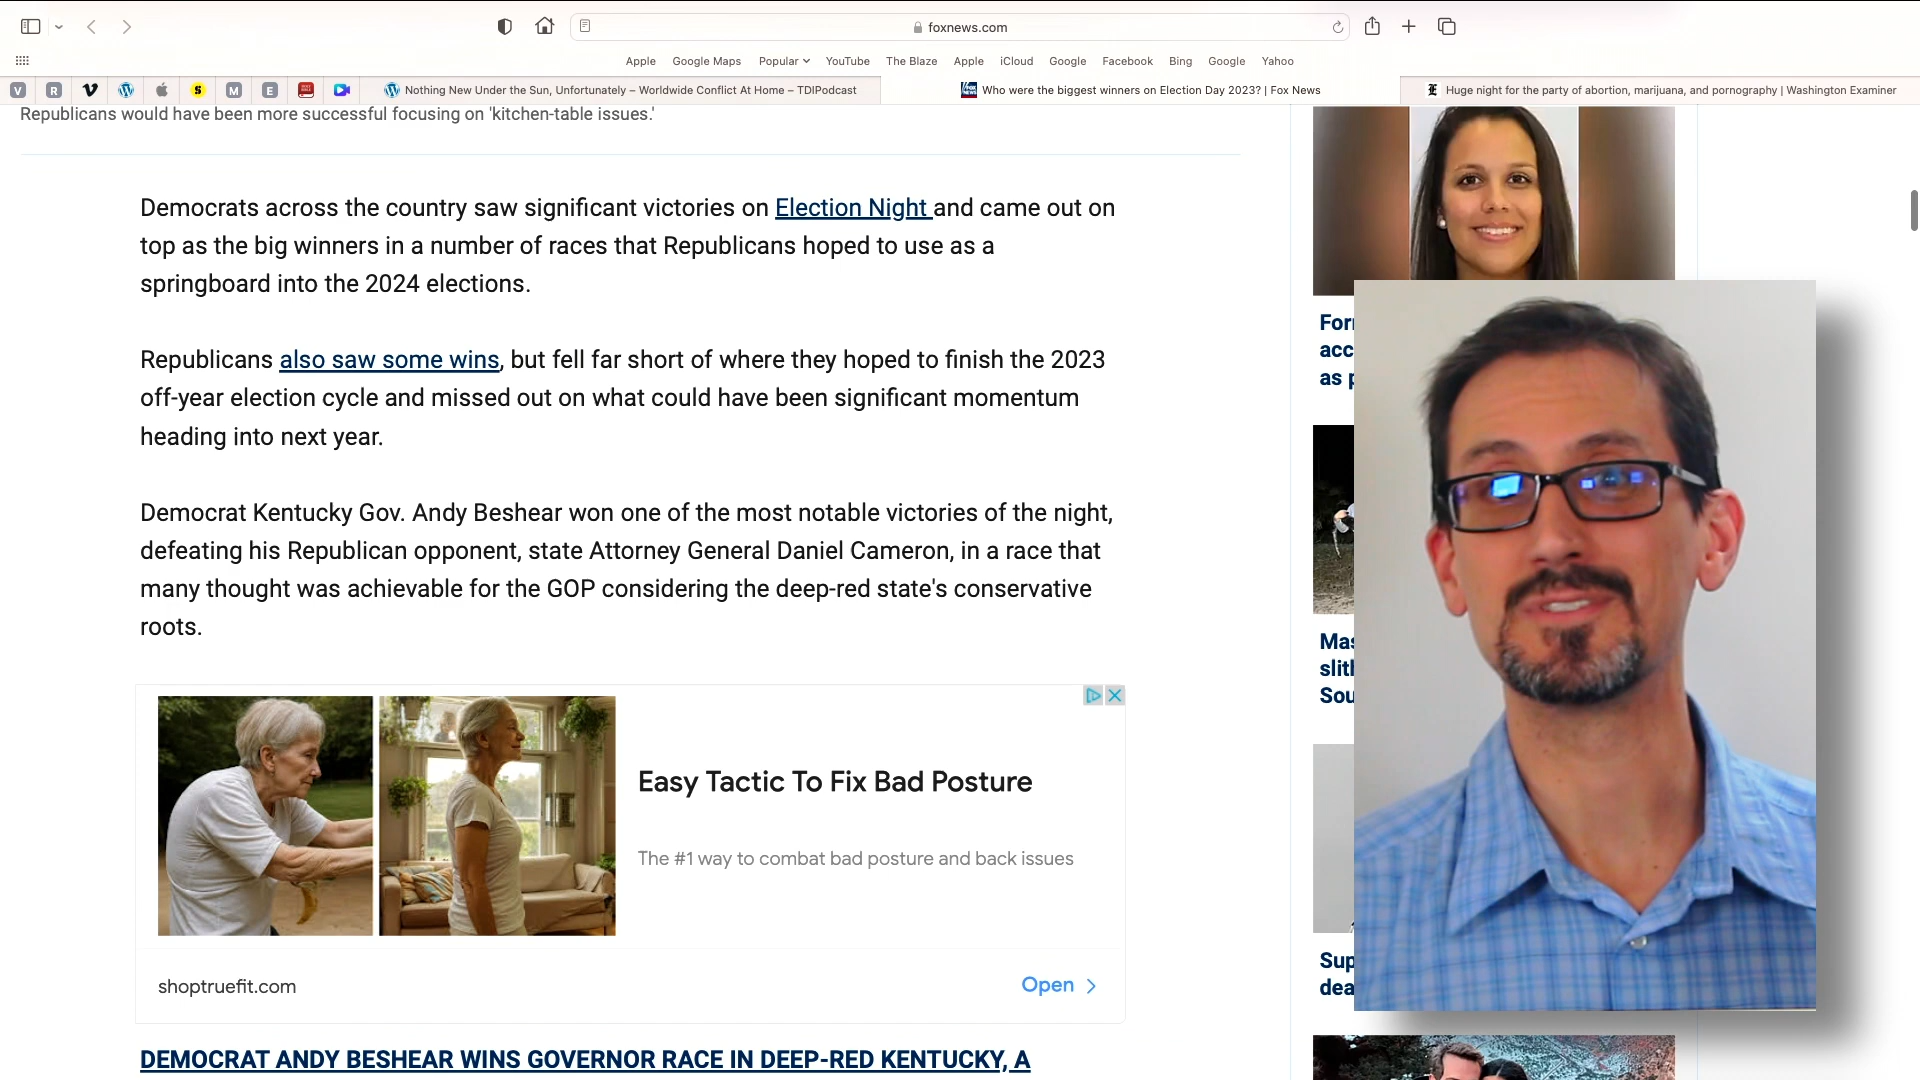 foxnews.com
Apple Google Maps Popular YouTube The Blaze Apple iCloud Google Facebook Bing Google Yahoo
V R S M E Nothing New Under the Sun, Unfortunately – Worldwide Conflict At Home – TDIPodcast Who were the biggest winners on Election Day 2023? | Fox News Huge night for the party of abortion, marijuana, and pornography | Washington Examiner
Republicans would have been more successful focusing on 'kitchen-table issues.'
Democrats across the country saw significant victories on Election Night and came out on
top as the big winners in a number of races that Republicans hoped to use as a
springboard into the 2024 elections.
Republicans also saw some wins, but fell far short of where they hoped to finish the 2023
off-year election cycle and missed out on what could have been significant momentum
heading into next year.
Democrat Kentucky Gov. Andy Beshear won one of the most notable victories of the night,
defeating his Republican opponent, state Attorney General Daniel Cameron, in a race that
many thought was achievable for the GOP considering the deep-red state's conservative
roots.
Easy Tactic To Fix Bad Posture
The #1 way to combat bad posture and back issues
shoptruefit.com
Open
DEMOCRAT ANDY BESHEAR WINS GOVERNOR RACE IN DEEP-RED KENTUCKY, A
acc
as
slit
Sou
Sup
dea